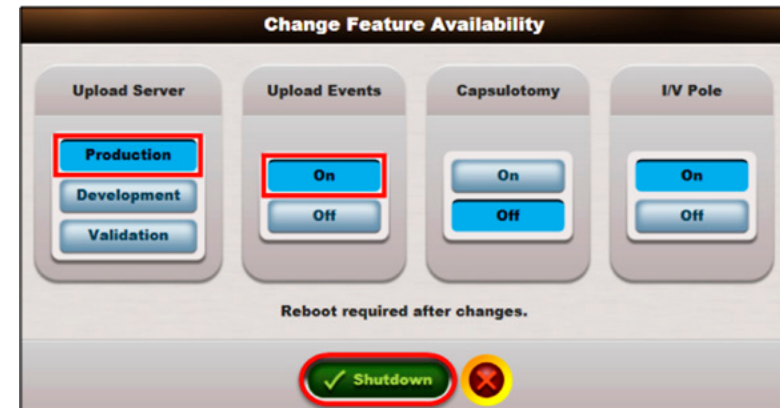 Change Feature Availability
Upload Server
Upload Events
Capsulotomy
I/V Pole
Production
Development
Validation
On
Off
On
Off
On
Off
Reboot required after changes.
Shutdown